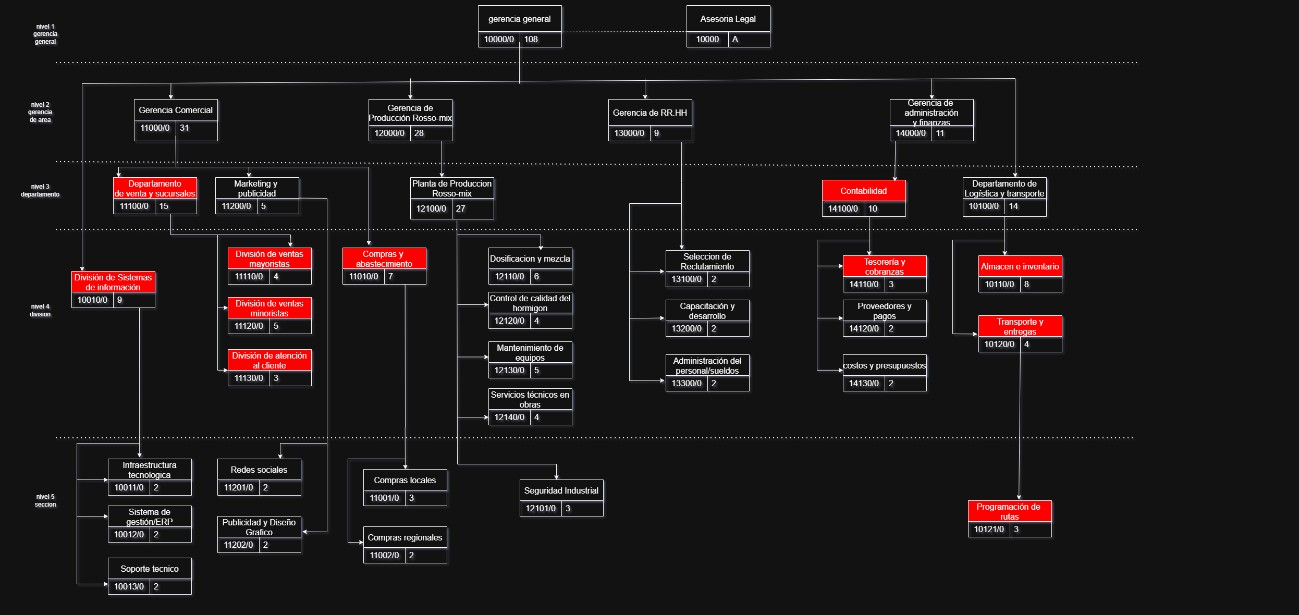 nivel 1
gerencia
general
gerencia general
10000/0 108
Asesoria Legal
10000 A
nivel 2
gerencia
de area
Gerencia Comercial
11000/0 31
Gerencia de
Producción Rosso-mix
12000/0 28
Gerencia de RR.HH
13000/0 9
Gerencia de
administración
y finanzas
14000/0 11
nivel 3
departamento
Departamento
de venta y sucursales
11100/0 15
Marketing y
publicidad
11200/0 5
Planta de Produccion
Rosso-mix
12100/0 27
Contabilidad
14100/0 10
Departamento de
Logística y transporte
10100/0 14
nivel 4
division
División de Sistemas
de información
10010/0 9
División de ventas
mayoristas
11110/0 4
División de ventas
minoristas
11120/0 5
División de atención
al cliente
11130/0 3
Compras y
abastecimiento
11010/0 7
Dosificacion y mezcla
12110/0 6
Control de calidad del
hormigon
12120/0 4
Mantenimiento de
equipos
12130/0 5
Servicios técnicos en
obras
12140/0 4
Seleccion de
Reclutamiento
13100/0 2
Capacitación y
desarrollo
13200/0 2
Administración del
personal/sueldos
13300/0 2
Tesorería y
cobranzas
14110/0 3
Proveedores y
pagos
14120/0 2
costos y presupuestos
14130/0 2
Almacen e inventario
10110/0 8
Transporte y
entregas
10120/0 4
nivel 5
seccion
Infraestructura
tecnologica
10011/0 2
Sistema de
gestión/ERP
10012/0 2
Soporte tecnico
10013/0 2
Redes sociales
11201/0 2
Publicidad y Diseño
Grafico
11202/0 2
Compras locales
11001/0 3
Compras regionales
11002/0 2
Seguridad Industrial
12101/0 3
Programación de
rutas
10121/0 3